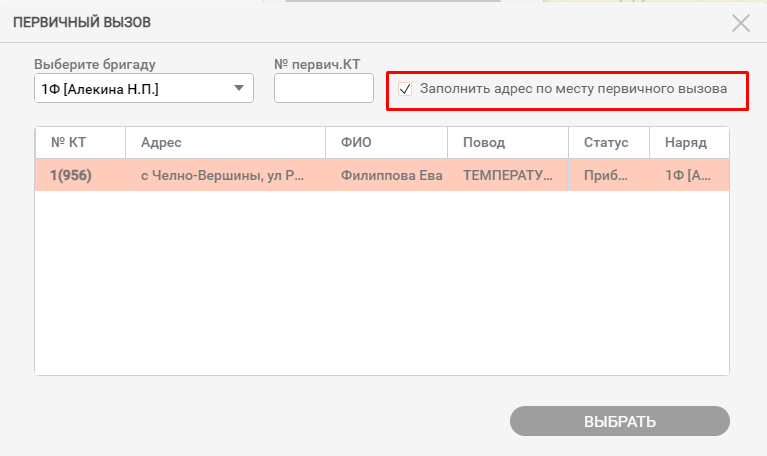 ПЕРВИЧНЫЙ ВЫЗОВ
Выберите бригаду № первич.КТ
1Ф [Алекина Н.П.] Заполнить адрес по месту первичного вызова
№ КТ Адрес ФИО Повод Статус Наряд
1(956) с Челно-Вершины, ул Р... Филиппова Ева ТЕМПЕРАТУ... Приб... 1Ф [А...
ВЫБРАТЬ